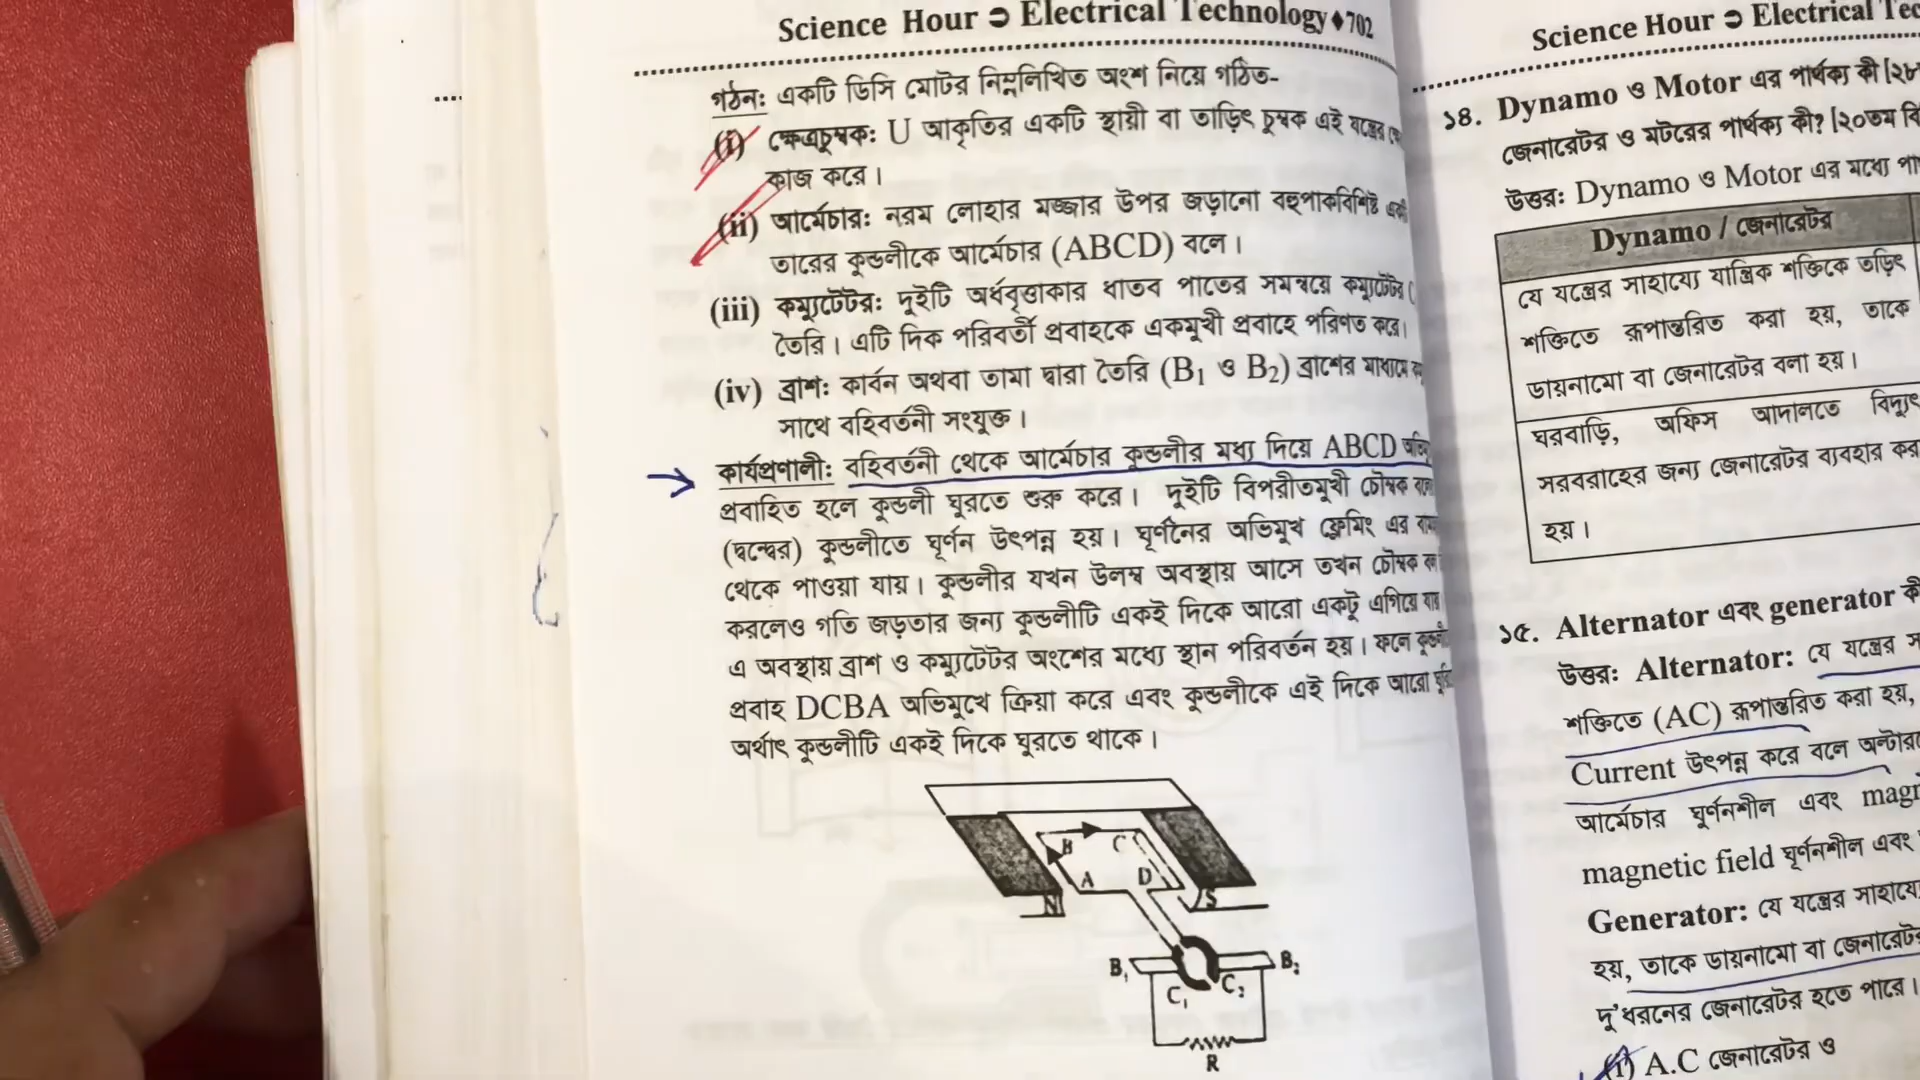 Science Hour ➲ Electrical Technology♦702
গঠন: একটি ডিসি মোটর নিম্নলিখিত অংশ নিয়ে গঠিত-
(i) ক্ষেত্রচুম্বক: U আকৃতির একটি স্থায়ী বা তাড়িৎ চুম্বক এই যন্ত্রের
কাজ করে।
(ii) আর্মেচার: নরম লোহার মজ্জার উপর জড়ানো বহুপাকবিশিষ্ট
তারের কুন্ডলীকে আর্মেচার (ABCD) বলে।
(iii) কম্যুটেটর: দুইটি অর্ধবৃত্তাকার ধাতব পাতের সমন্বয়ে কম্যুটেটর (
তৈরি। এটি দিক পরিবর্তী প্রবাহকে একমুখী প্রবাহে পরিণত করে।
(iv) ব্রাশ: কার্বন অথবা তামা দ্বারা তৈরি (B₁ ও B₂) ব্রাশের মাধ্যমে
সাথে বহির্বর্তনী সংযুক্ত।
কার্যপ্রণালী: বহির্বর্তনী থেকে আর্মেচার কুন্ডলীর মধ্য দিয়ে ABCD
প্রবাহিত হলে কুন্ডলী ঘুরতে শুরু করে। দুইটি বিপরীতমুখী চৌম্বক
(দ্বন্দ্বের) কুন্ডলীতে ঘূর্ণন উৎপন্ন হয়। ঘূর্ণনের অভিমুখ ফ্লেমিং এর
থেকে পাওয়া যায়। কুন্ডলীর যখন উলম্ব অবস্থায় আসে তখন চৌম্বক
করলেও গতি জড়তার জন্য কুন্ডলীটি একই দিকে আরো একটু এগিয়ে যায়
এ অবস্থায় ব্রাশ ও কম্যুটেটর অংশের মধ্যে স্থান পরিবর্তন হয়। ফলে
প্রবাহ DCBA অভিমুখে ক্রিয়া করে এবং কুন্ডলীকে এই দিকে আরো
অর্থাৎ কুন্ডলীটি একই দিকে ঘুরতে থাকে।
B C
A D
N S
B₁ B₂
C₁ C₂
R
Science Hour ➲ Electrical
১৪. Dynamo ও Motor এর পার্থক্য কী
জেনারেটর ও মটরের পার্থক্য কী? [২০তম
উত্তর: Dynamo ও Motor এর মধ্যে
Dynamo / জেনারেটর
যে যন্ত্রের সাহায্যে যান্ত্রিক শক্তিকে তড়িৎ
শক্তিতে রূপান্তরিত করা হয়, তাকে
ডায়নামো বা জেনারেটর বলা হয়।
ঘরবাড়ি, অফিস আদালতে বিদ্যুৎ
সরবরাহের জন্য জেনারেটর ব্যবহার
হয়।
১৫. Alternator এবং generator
উত্তর: Alternator: যে যন্ত্রের
শক্তিতে (AC) রূপান্তরিত করা হয়,
Current উৎপন্ন করে বলে
আর্মেচার ঘূর্ণনশীল এবং
magnetic field ঘূর্ণনশীল এবং
Generator: যে যন্ত্রের
হয়, তাকে ডায়নামো বা জেনারেটর
দু'ধরনের জেনারেটর হতে পারে।
(i) A.C জেনারেটর ও